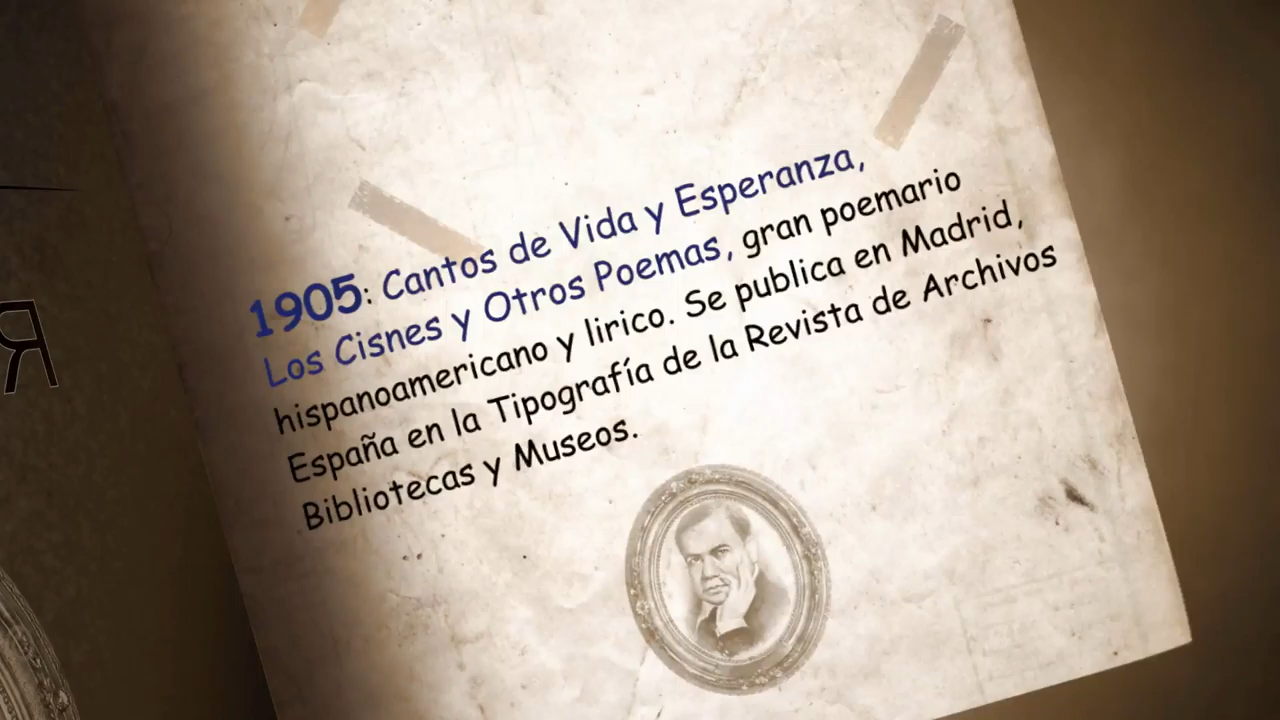 1905: Cantos de Vida y Esperanza,
Los Cisnes y Otros Poemas, gran poemario
hispanoamericano y lirico. Se publica en Madrid,
España en la Tipografía de la Revista de Archivos
Bibliotecas y Museos.